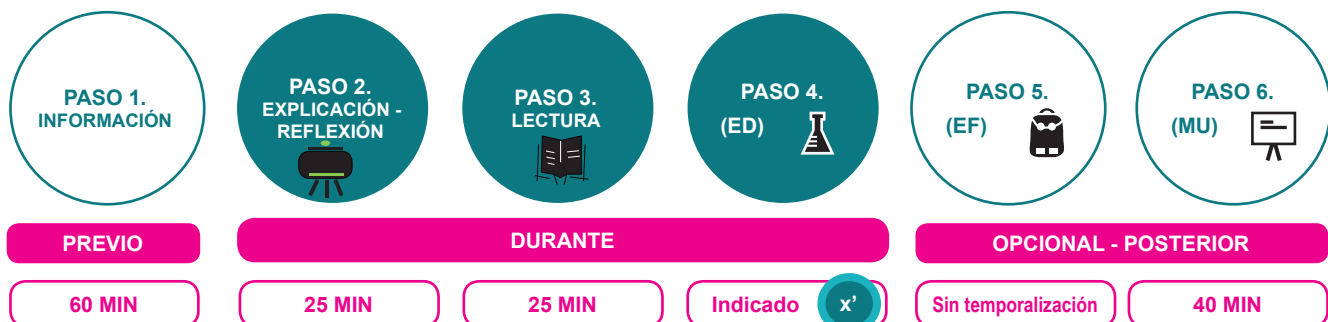 PASO 1.
INFORMACIÓN
PASO 2.
EXPLICACIÓN -
REFLEXIÓN
PASO 3.
LECTURA
PASO 4.
(ED)
PASO 5.
(EF)
PASO 6.
(MU)
PREVIO
DURANTE
OPCIONAL - POSTERIOR
60 MIN
25 MIN
25 MIN
Indicado x’
Sin temporalización
40 MIN